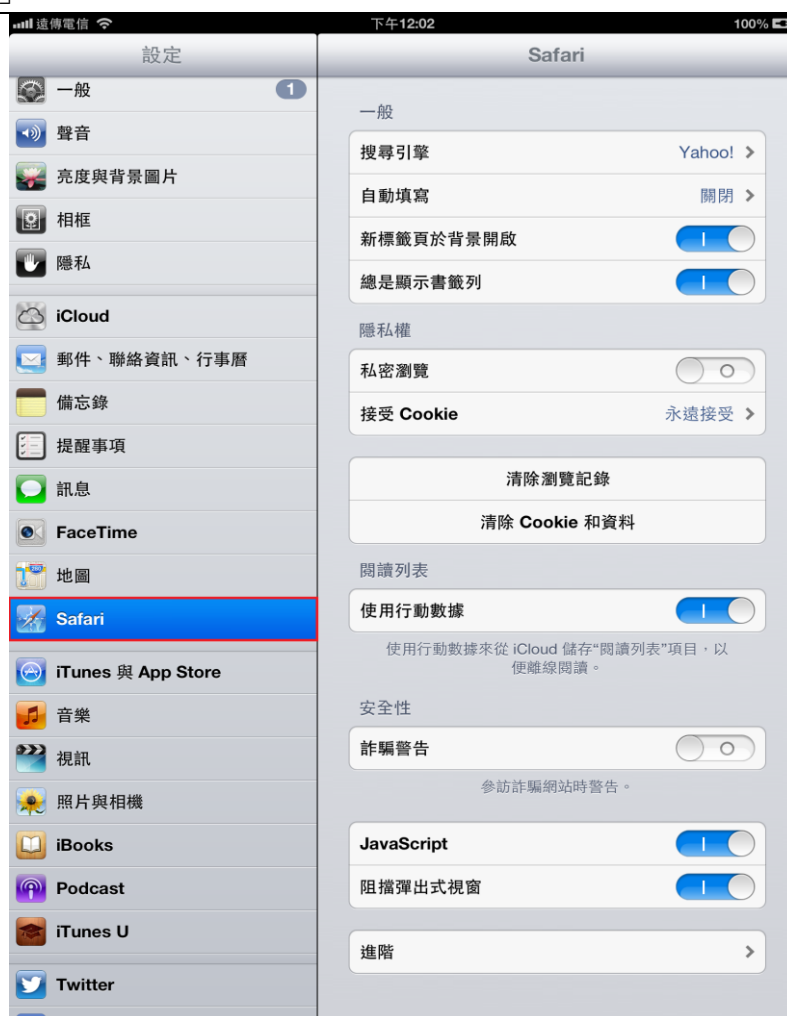 遠傳電信
下午12:02
100%
設定
一般
1
聲音
亮度與背景圖片
相框
隱私
iCloud
郵件、聯絡資訊、行事曆
備忘錄
提醒事項
訊息
FaceTime
地圖
Safari
iTunes 與 App Store
音樂
視訊
照片與相機
iBooks
Podcast
iTunes U
Twitter
Safari
一般
搜尋引擎 Yahoo!
自動填寫 關閉
新標籤頁於背景開啟
總是顯示書籤列
隱私權
私密瀏覽
接受 Cookie 永遠接受
清除瀏覽記錄
清除 Cookie 和資料
閱讀列表
使用行動數據
使用行動數據來從 iCloud 儲存“閱讀列表”項目，以
便離線閱讀。
安全性
詐騙警告
參訪詐騙網站時警告。
JavaScript
阻擋彈出式視窗
進階